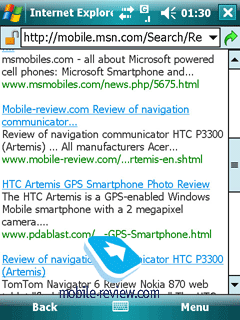 Internet Explore 01:30
http://mobile.msn.com/Search/Re
msmobiles.com - all about Microsoft powered
cell phones: Microsoft Smartphone and...
www.msmobiles.com/news.php/5675.html
Mobile-review.com Review of navigation
communicator...
Review of navigation communicator HTC P3300
(Artemis) ... All manufacturers Acer...
www.mobile-review.com/...rtemis-en.shtml
HTC Artemis GPS Smartphone Photo Review
The HTC Artemis is a GPS-enabled Windows
Mobile smartphone with a 2 megapixel
camera....
www.pdablast.com/ -GPS-Smartphone.html
Review of navigation communicator HTC P3300
(Artemis)
TomTom Navigator 6 Review Nokia 870 web
Back mobile-review.com Menu